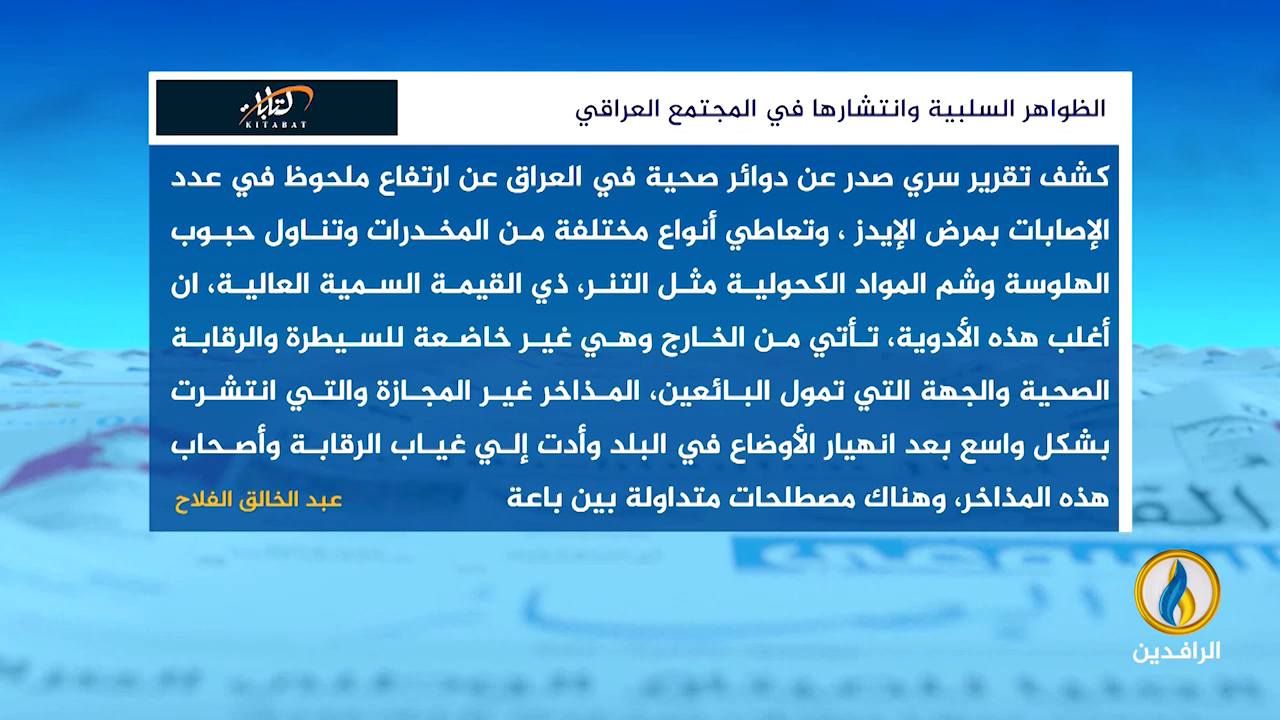 الظواهر السلبية وانتشارها في المجتمع العراقي
كتابات
KITABAT
كشف تقرير سري صدر عن دوائر صحية في العراق عن ارتفاع ملحوظ في عدد
الإصابات بمرض الإيدز ، وتعاطي أنواع مختلفة من المخدرات وتناول حبوب
الهلوسة وشم المواد الكحولية مثل التنر، ذي القيمة السمية العالية، ان
أغلب هذه الأدوية، تأتي من الخارج وهي غير خاضعة للسيطرة والرقابة
الصحية والجهة التي تمول البائعين، المذاخر غير المجازة والتي انتشرت
بشكل واسع بعد انهيار الأوضاع في البلد وأدت إلي غياب الرقابة وأصحاب
هذه المذاخر، وهناك مصطلحات متداولة بين باعة
عبد الخالق الفلاح
الرافدين